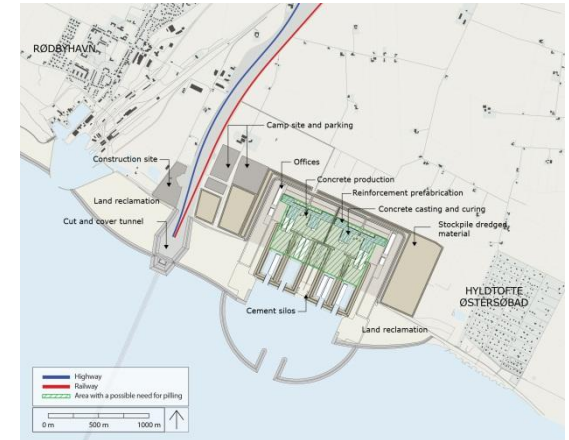 RØDBYHAVN
Camp site and parking
Construction site
Offices
Concrete production
Reinforcement prefabrication
Land reclamation
Concrete casting and curing
Cut and cover tunnel
Stockpile dredged
material
HYLDTOFTE
ØSTERSØBAD
Cement silos
Land reclamation
Highway
Railway
Area with a possible need for pilling
0 m 500 m 1000 m